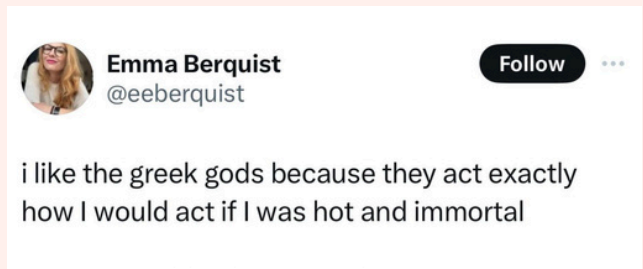 Emma Berquist
Follow
@eeberquist
i like the greek gods because they act exactly
how I would act if I was hot and immortal